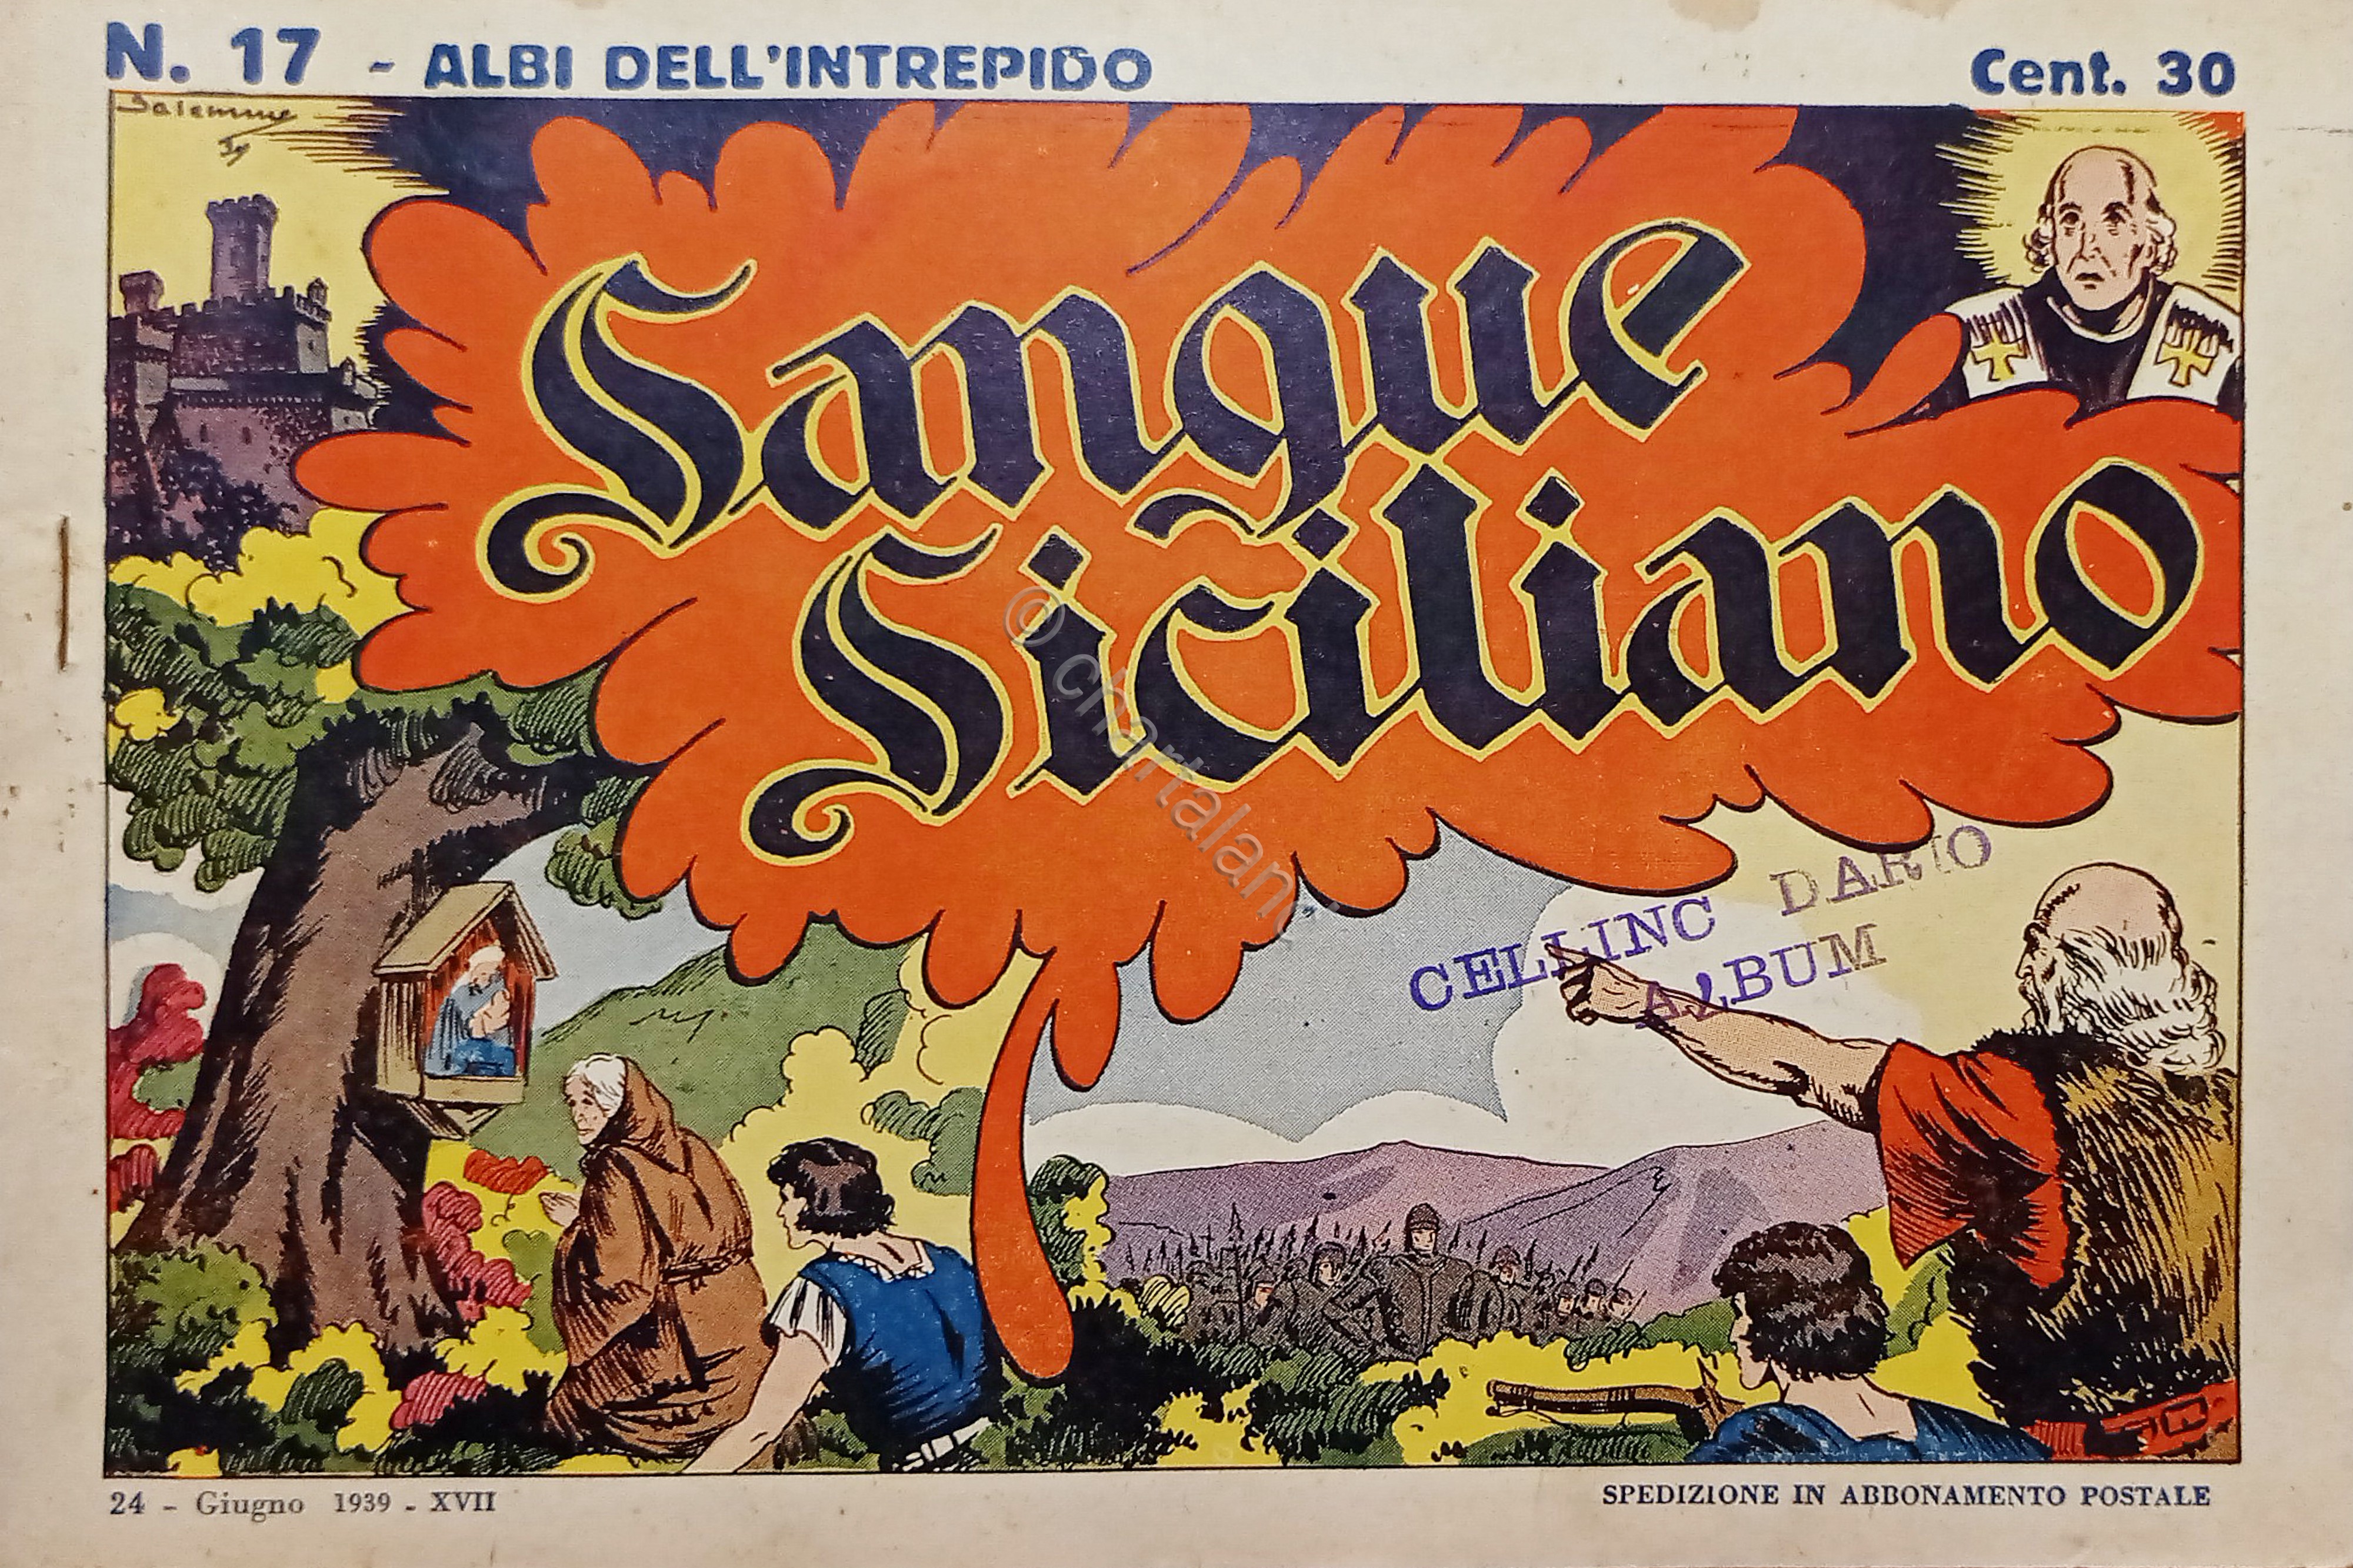 N. 17 - ALBI DELL'INTREPIDO
Cent. 30
Sangue
Siciliano
© chartaland
CELLINO DARIO
ALBUM
24 - Giugno 1939 - XVII
SPEDIZIONE IN ABBONAMENTO POSTALE